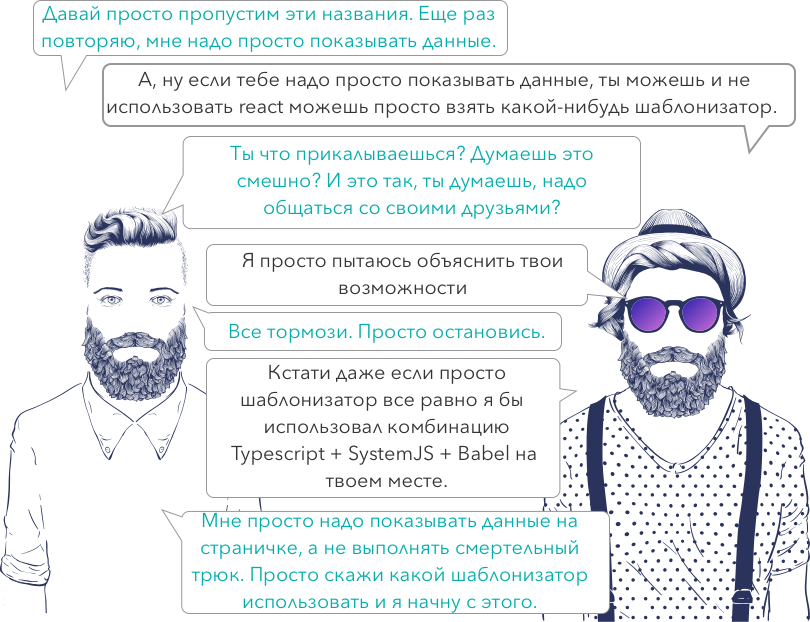 Давай просто пропустим эти названия. Еще раз
повторяю, мне надо просто показывать данные.
А, ну если тебе надо просто показывать данные, ты можешь и не
использовать react можешь просто взять какой-нибудь шаблонизатор.
Ты что прикалываешься? Думаешь это
смешно? И это так, ты думаешь, надо
общаться со своими друзьями?
Я просто пытаюсь объяснить твои
возможности
Все тормози. Просто остановись.
Кстати даже если просто
шаблонизатор все равно я бы
использовал комбинацию
Typescript + SystemJS + Babel на
твоем месте.
Мне просто надо показывать данные на
страничке, а не выполнять смертельный
трюк. Просто скажи какой шаблонизатор
использовать и я начну с этого.